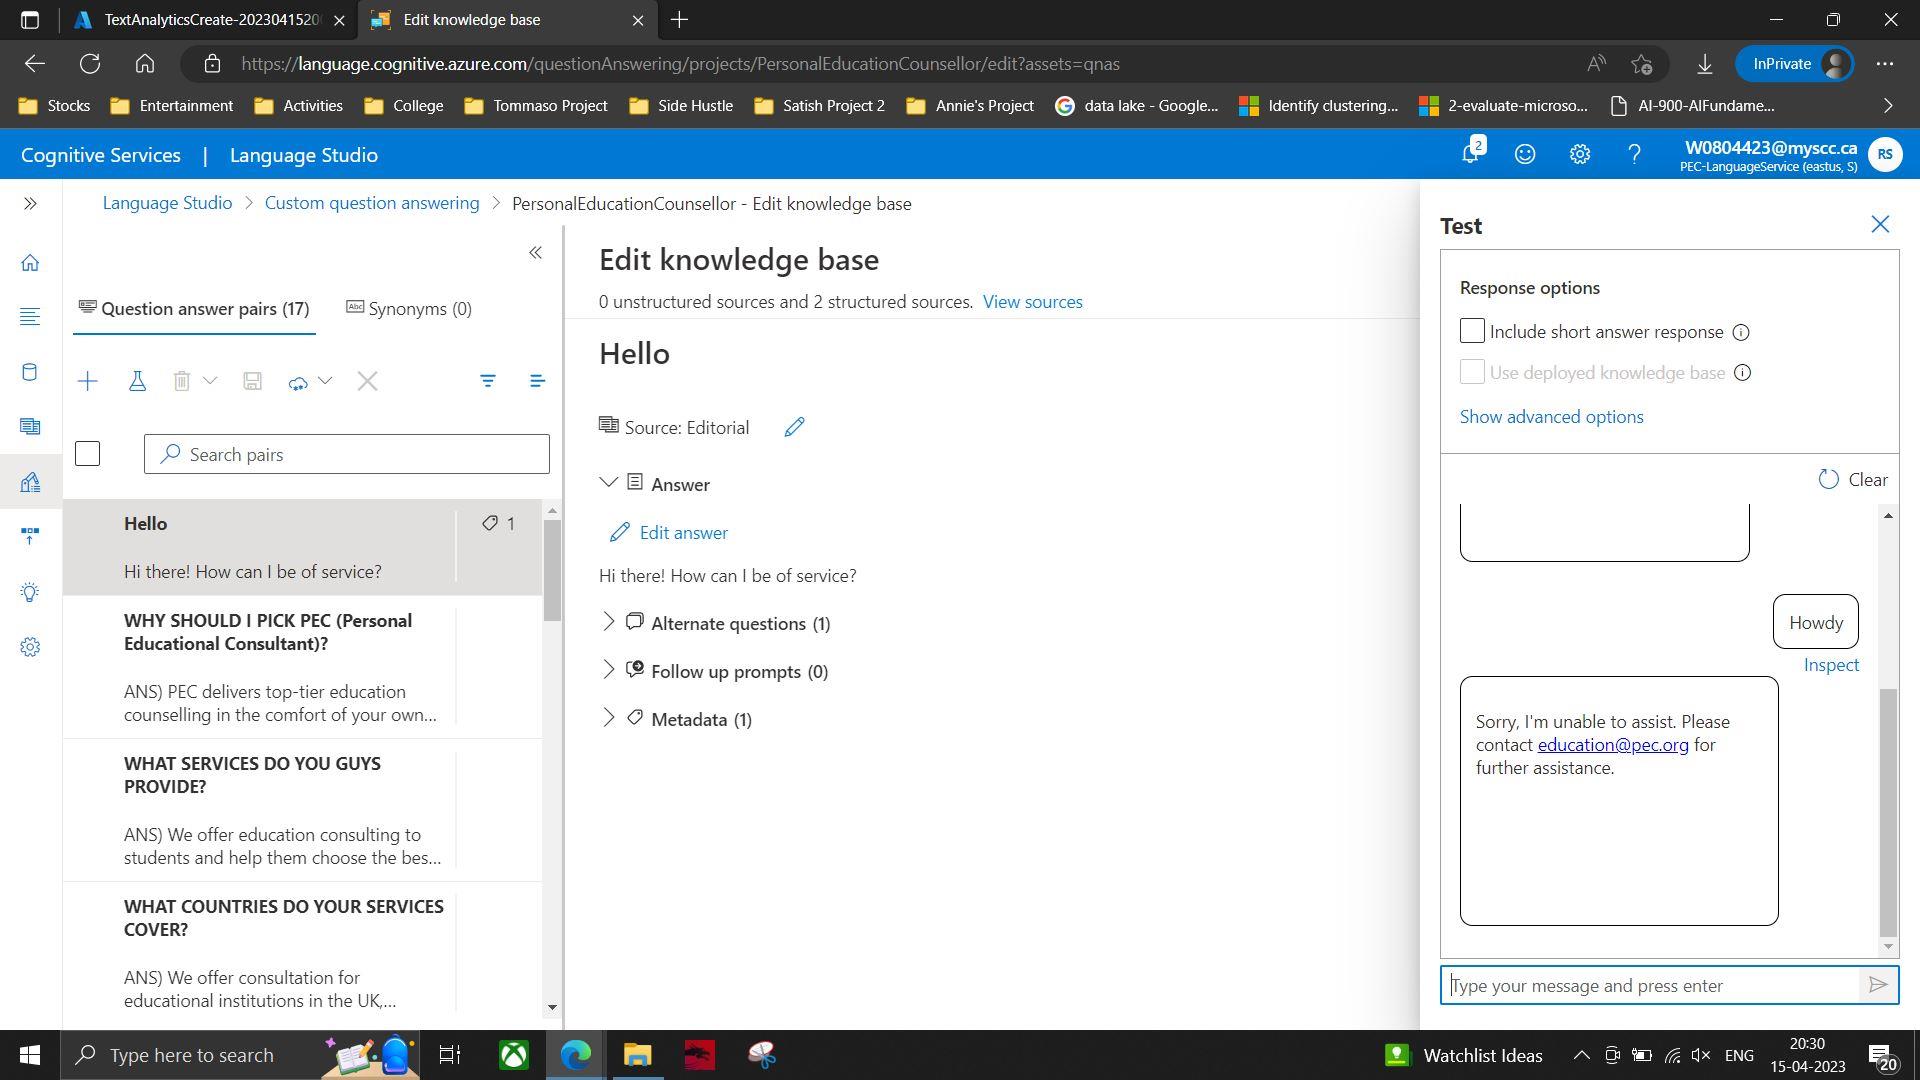 TextAnalyticsCreate-2023041520
Edit knowledge base
https://language.cognitive.azure.com/questionAnswering/projects/PersonalEducationCounsellor/edit?assets=qnas
InPrivate
Stocks
Entertainment
Activities
College
Tommaso Project
Side Hustle
Satish Project 2
Annie's Project
data lake - Google...
Identify clustering...
2-evaluate-microso...
AI-900-AIFundame...
Cognitive Services | Language Studio
2
W0804423@myscc.ca
PEC-LanguageService (eastus, S)
RS
Language Studio > Custom question answering > PersonalEducationCounsellor - Edit knowledge base
Question answer pairs (17)
Abc
Synonyms (0)
Search pairs
Hello
1
Hi there! How can I be of service?
WHY SHOULD I PICK PEC (Personal
Educational Consultant)?
ANS) PEC delivers top-tier education
counselling in the comfort of your own...
WHAT SERVICES DO YOU GUYS
PROVIDE?
ANS) We offer education consulting to
students and help them choose the bes...
WHAT COUNTRIES DO YOUR SERVICES
COVER?
ANS) We offer consultation for
educational institutions in the UK,...
Edit knowledge base
0 unstructured sources and 2 structured sources. View sources
Hello
Source: Editorial
Answer
Edit answer
Hi there! How can I be of service?
Alternate questions (1)
Follow up prompts (0)
Metadata (1)
Test
Response options
Include short answer response
Use deployed knowledge base
Show advanced options
Clear
Howdy
Inspect
Sorry, I'm unable to assist. Please
contact education@pec.org for
further assistance.
Type your message and press enter
Type here to search
Watchlist Ideas
ENG
20:30
15-04-2023
20